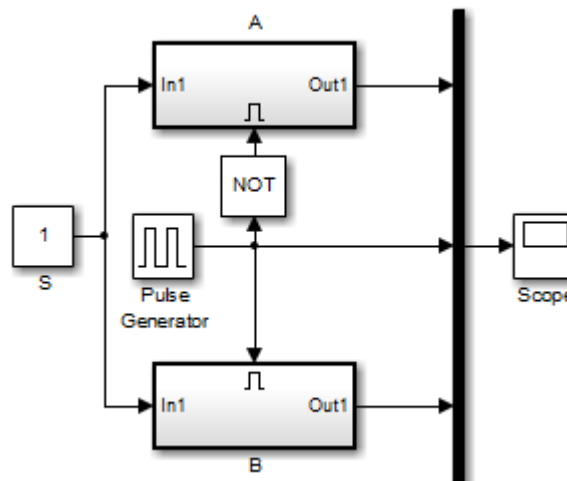 A
In1
Out1
NOT
1
S
Pulse
Generator
Scope
In1
Out1
B